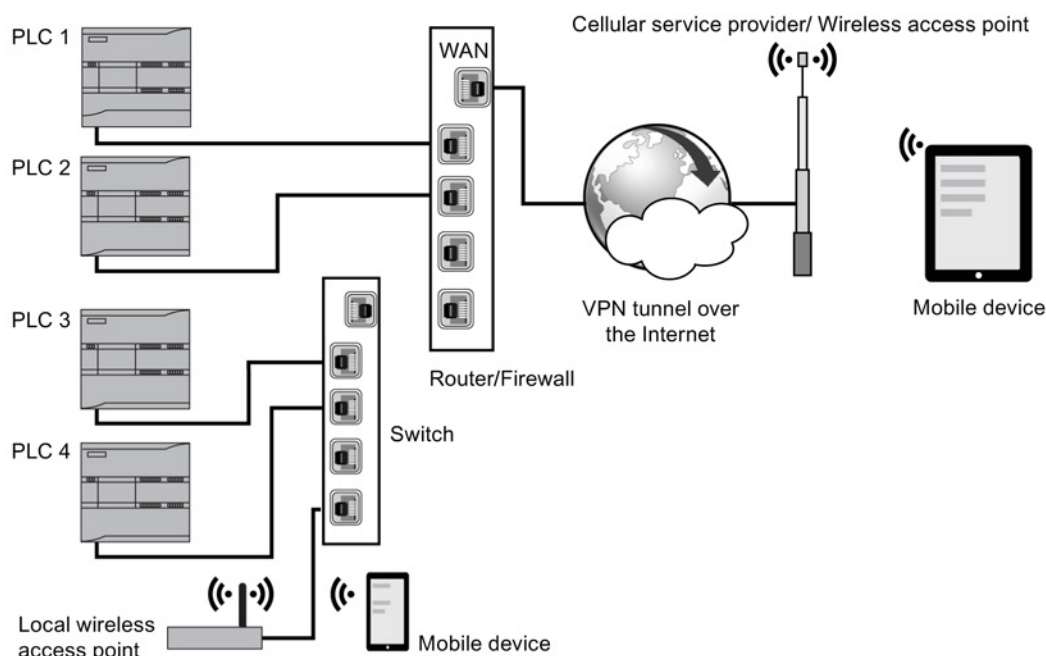 Cellular service provider/ Wireless access point
PLC 1
WAN
PLC 2
PLC 3
VPN tunnel over
the Internet
Mobile device
Router/Firewall
Switch
PLC 4
Local wireless
access point
Mobile device